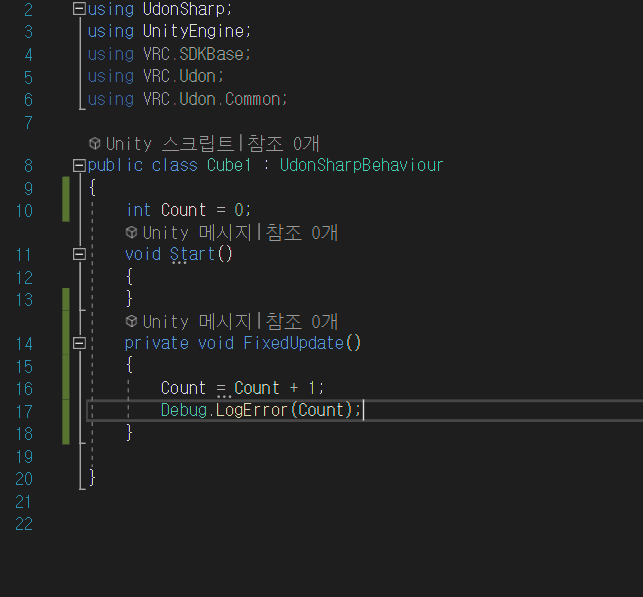 2 using UdonSharp;
3 using UnityEngine;
4 using VRC.SDKBase;
5 using VRC.Udon;
6 using VRC.Udon.Common;
7
Unity 스크립트|참조 0개
8 public class Cube1 : UdonSharpBehaviour
9 {
10 int Count = 0;
Unity 메시지|참조 0개
11 void Start()
12 {
13 }
Unity 메시지|참조 0개
14 private void FixedUpdate()
15 {
16 Count = Count + 1;
17 Debug.LogError(Count);
18 }
19
20 }
21
22